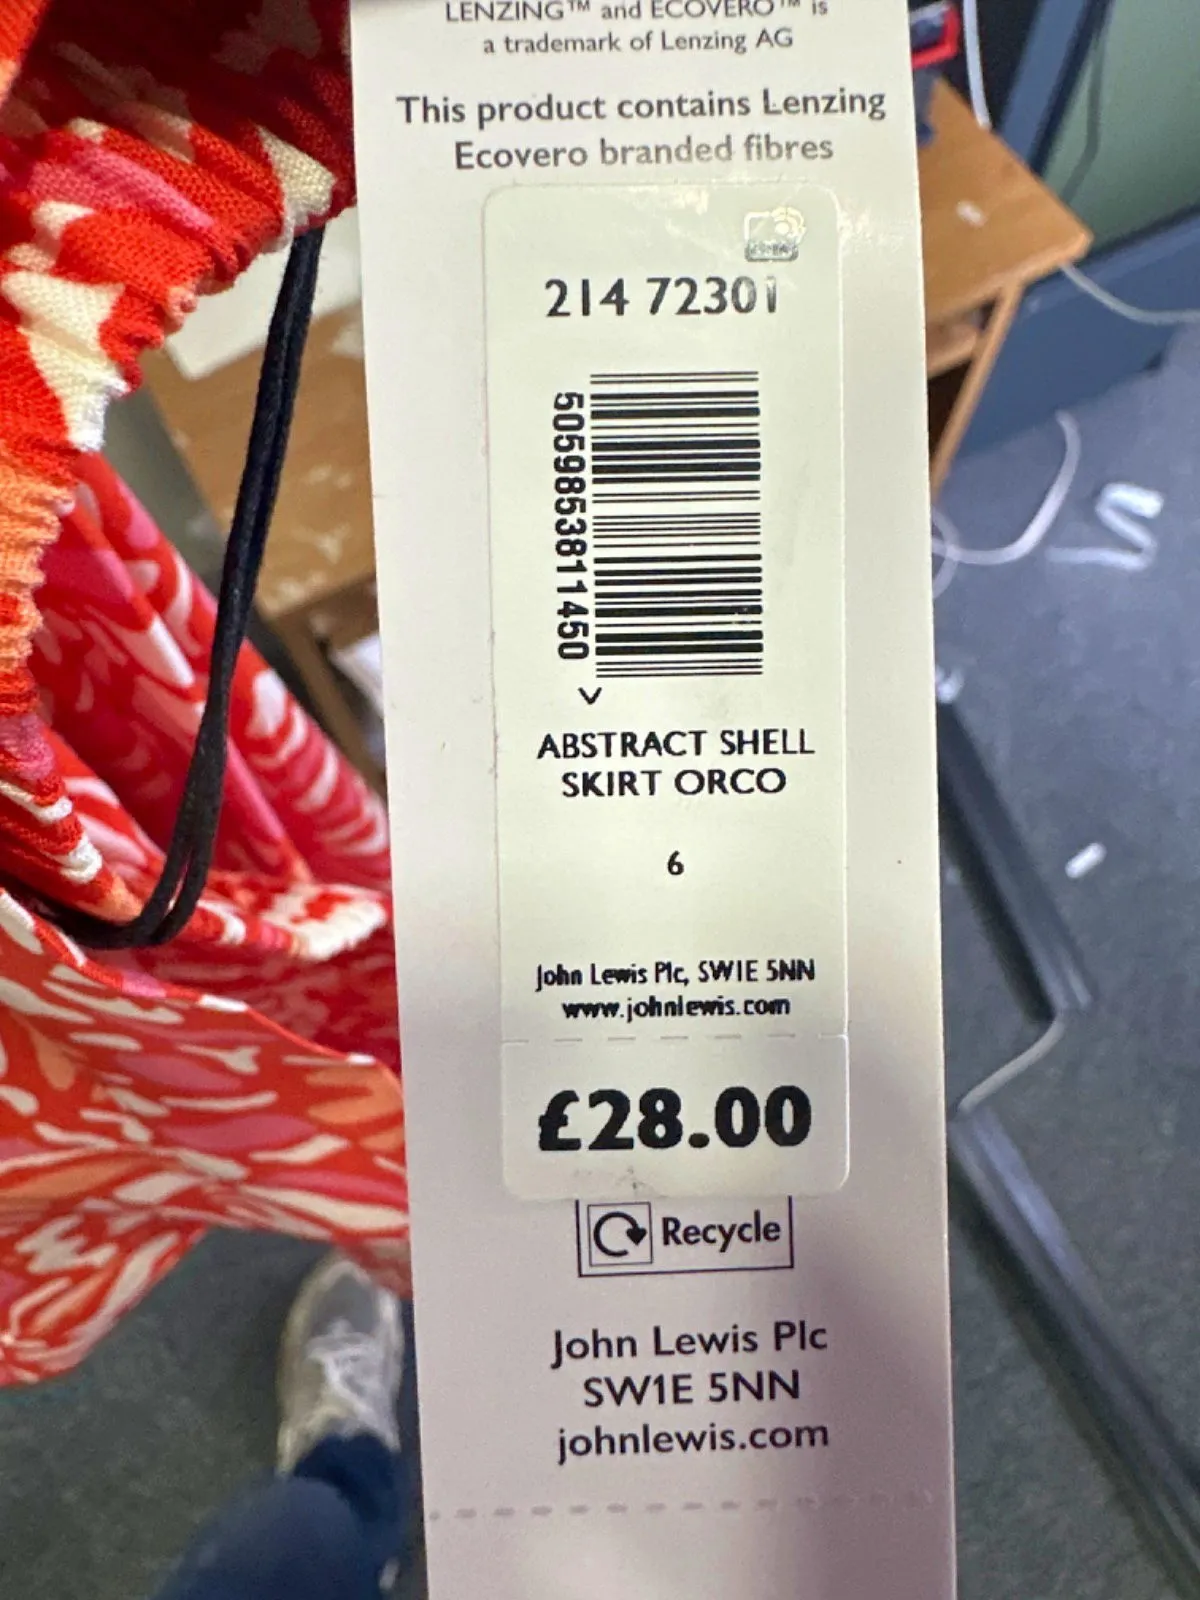 LENZING™ and ECOVERO™ is
a trademark of Lenzing AG
This product contains Lenzing
Ecovero branded fibres
214 72301
5059853811450
>
ABSTRACT SHELL
SKIRT ORCO
6
John Lewis Plc, SW1E 5NN
www.johnlewis.com
£28.00
Recycle
John Lewis Plc
SW1E 5NN
johnlewis.com